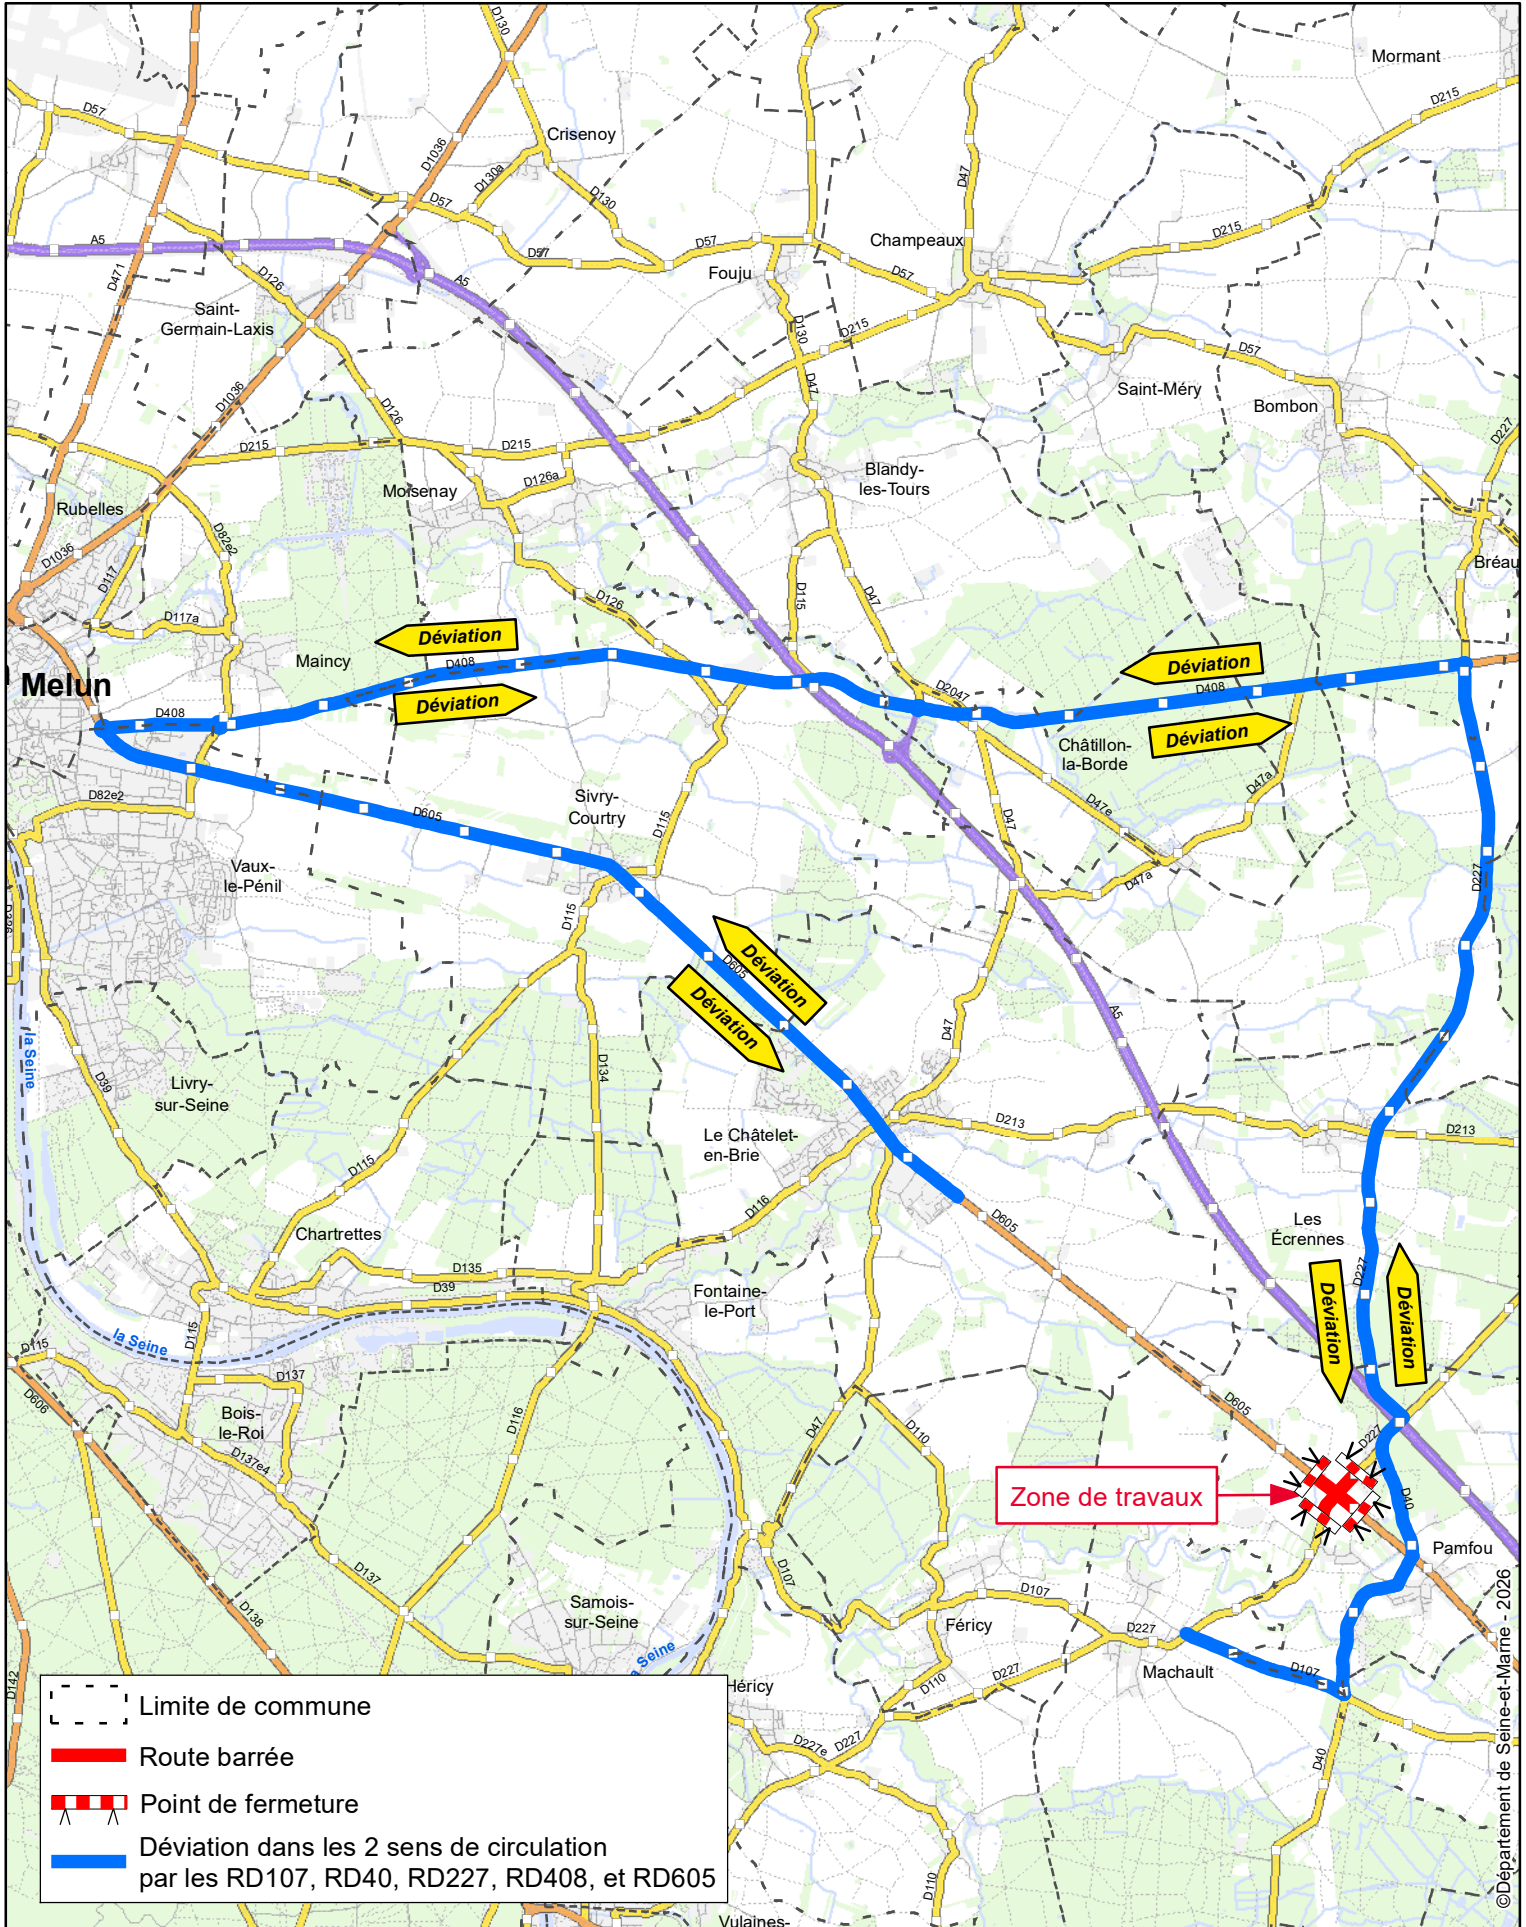 D130
Mormant
D57
D215
D1036
Crisenoy
D130a
D47
D130
D57
A5
D57
D57
Champeaux
D215
D471
D126
A5
Fouju
D57
Saint-
Germain-Laxis
D130
D215
D57
D1036
D126
D47
Saint-Méry
Bombon
D227
D215
D215
Moisenay
D126a
Blandy-
les-Tours
Rubelles
D82e2
D1036
D117
Bréau
D126
D115
D47
D117a
Déviation
Maincy
D408
Déviation
Melun
D2047
D408
Déviation
D408
Déviation
Châtillon-
la-Borde
D82e2
D605
Sivry-
Courtry
D115
D47
D47e
D47a
Vaux-
le-Pénil
D47a
D227
D115
D605
Déviation
Déviation
A5
la Seine
D47
D39
Livry-
sur-Seine
D134
Le Châtelet-
en-Brie
D213
D213
D115
D116
D605
Les
Écrennes
Chartrettes
D135
D39
Fontaine-
le-Port
D227
Déviation
Déviation
la Seine
D115
D115
D137
D606
Bois-
le-Roi
D116
D47
D110
D605
D137e4
D227
Zone de travaux
D40
Pamfou
D137
D107
D107
D138
Samois-
sur-Seine
Féricy
D227
Machault
D107
a Seine
D227
D110
D142
Héricy
D227e
D227
D40
D110
Vulaines-
Limite de commune
Route barrée
Point de fermeture
Déviation dans les 2 sens de circulation
par les RD107, RD40, RD227, RD408, et RD605
©Département de Seine-et-Marne - 2026